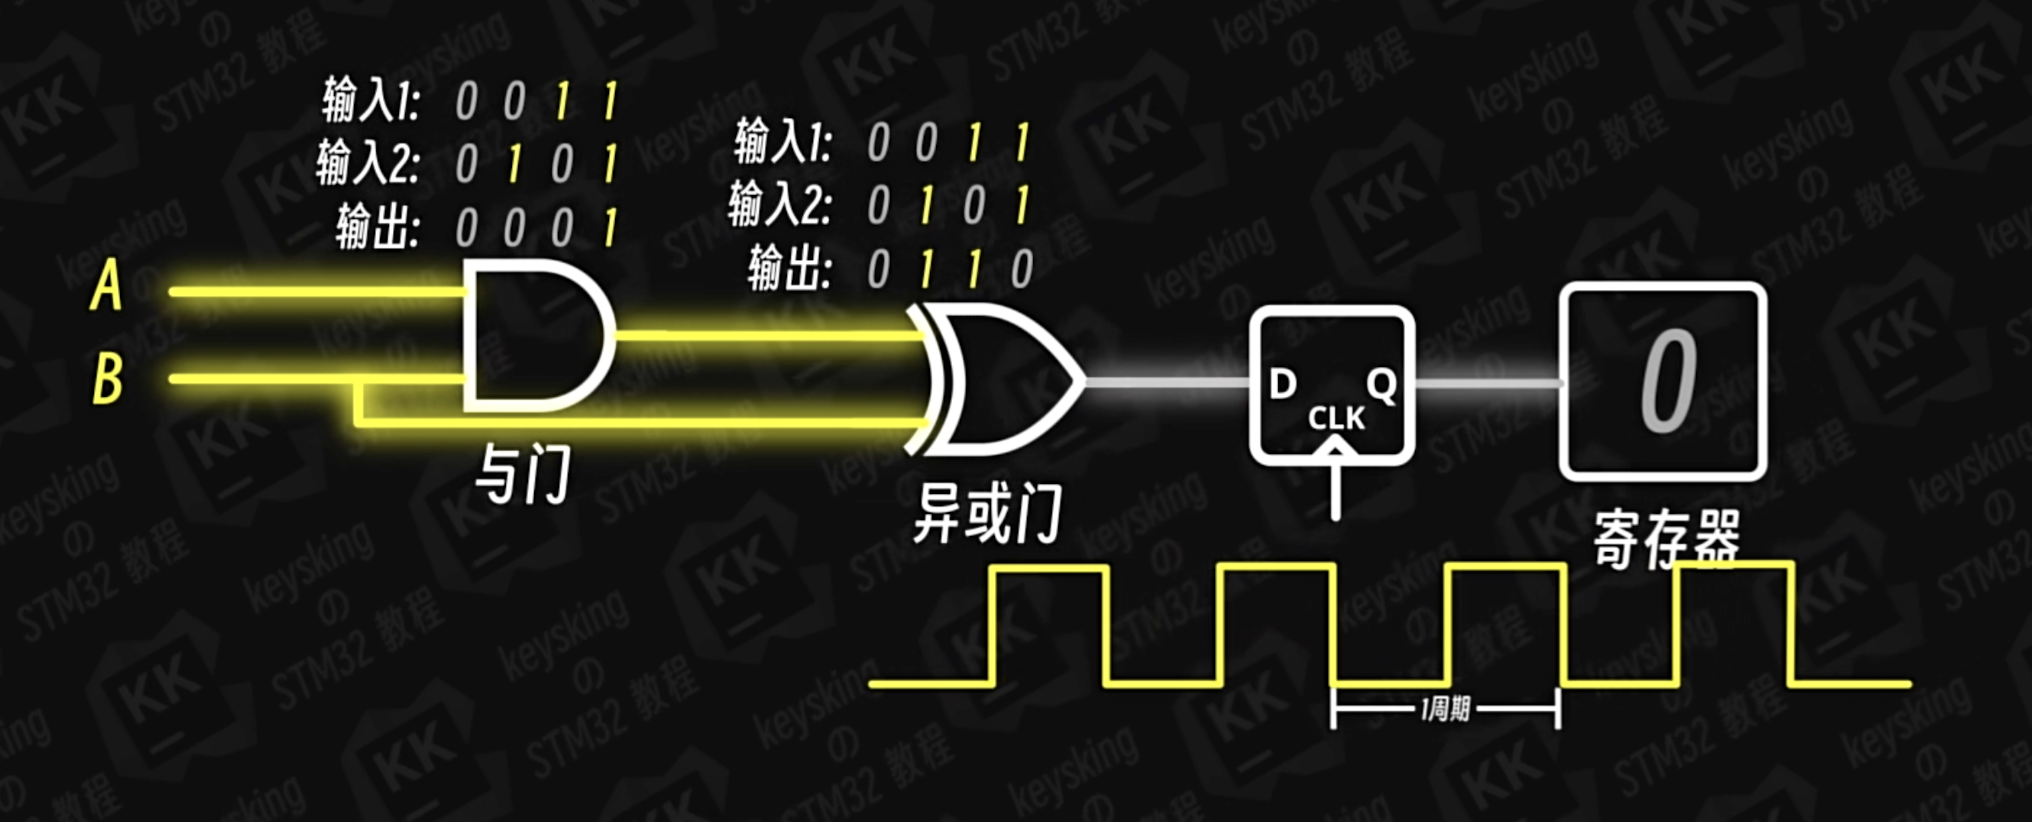 输入1: 0 0 1 1
输入2: 0 1 0 1
输出: 0 0 0 1
输入1: 0 0 1 1
输入2: 0 1 0 1
输出: 0 1 1 0
A
B
与门
异或门
D Q
CLK
0
寄存器
1周期
keysking
の
STM32 教程
KK